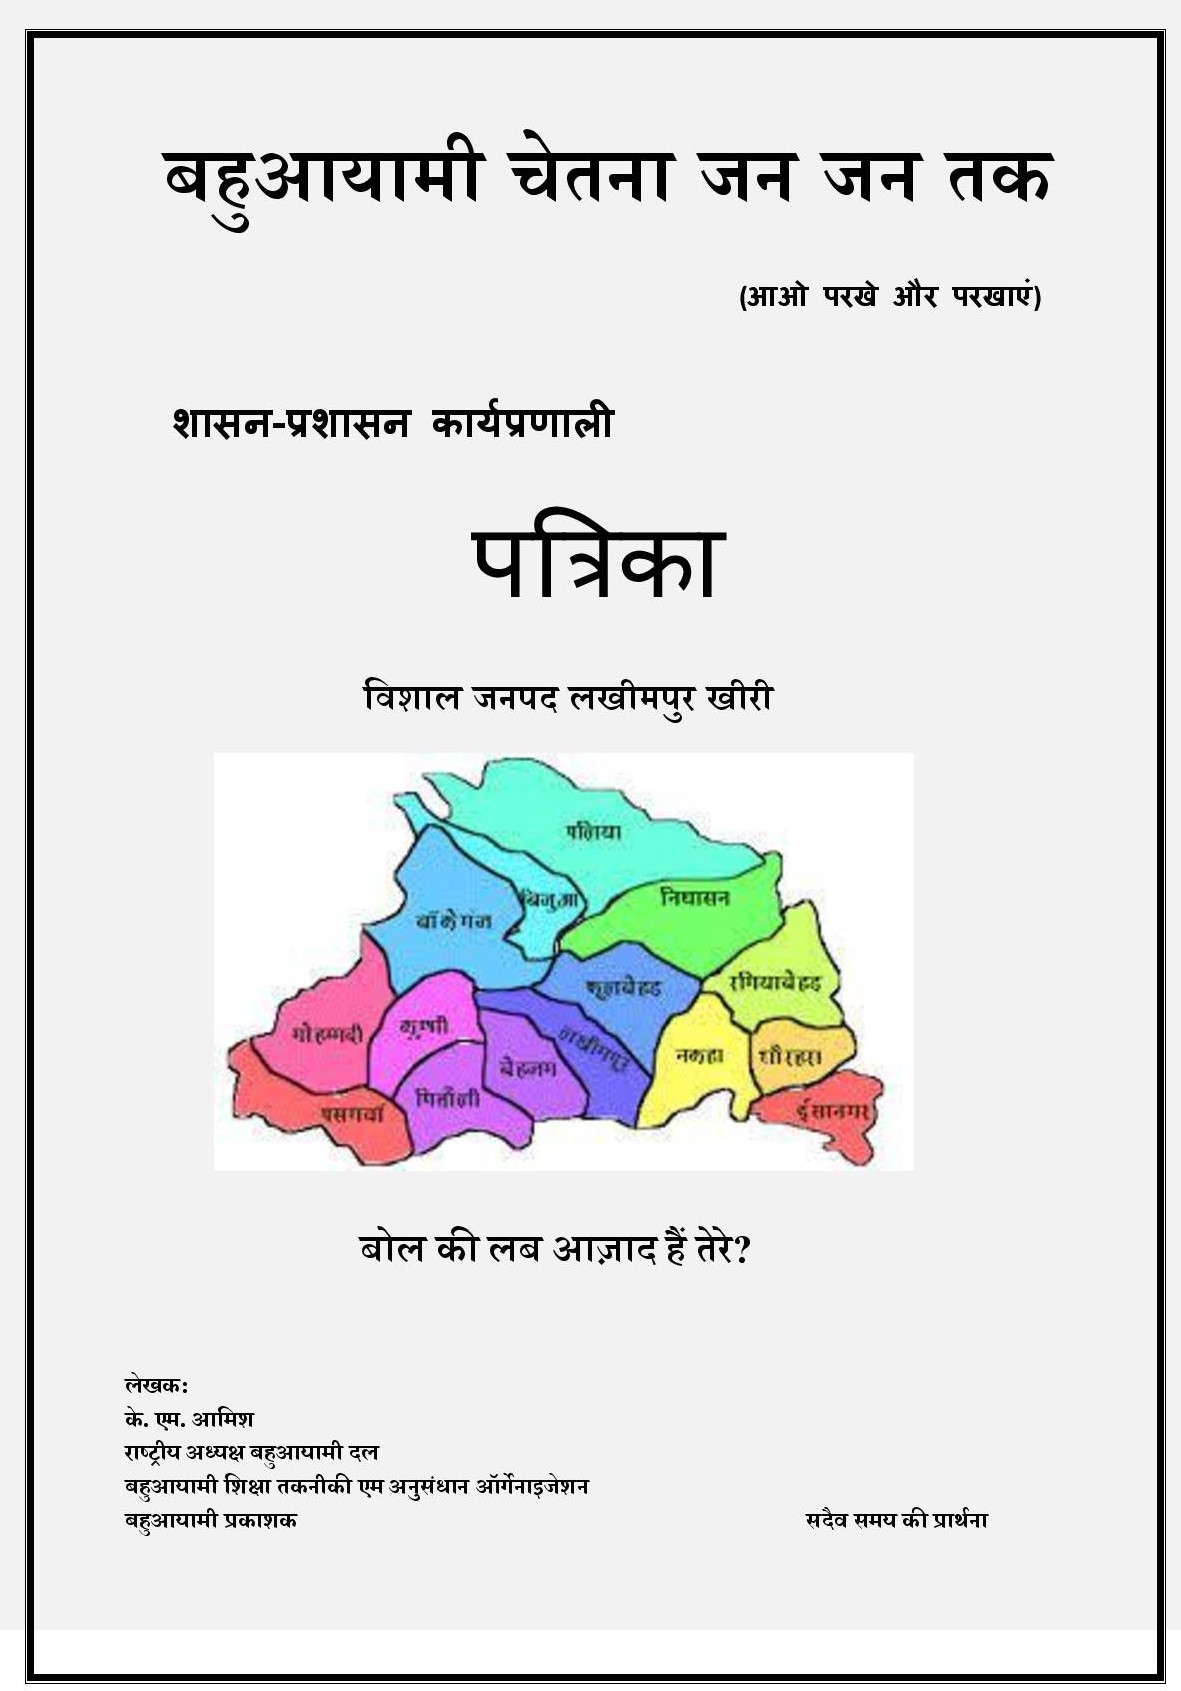 बहुआयामी चेतना जन जन तक
(आओ परखे और परखाएं)
शासन-प्रशासन कार्यप्रणाली
पत्रिका
विशाल जनपद लखीमपुर खीरी
पलिया
बिजुआ
निघासन
बाँकेगंज
फूलबेहड
रमियाबेहड
मोहम्मदी
कुम्भी
लखीमपुर
बेहजम
नकहा
धौरहरा
मितौली
पसगवाँ
ईसानगर
बोल की लब आज़ाद हैं तेरे?
लेखक:
के. एम. आमिश
राष्ट्रीय अध्यक्ष बहुआयामी दल
बहुआयामी शिक्षा तकनीकी एम अनुसंधान ऑर्गेनाइजेशन
बहुआयामी प्रकाशक
सदैव समय की प्रार्थना